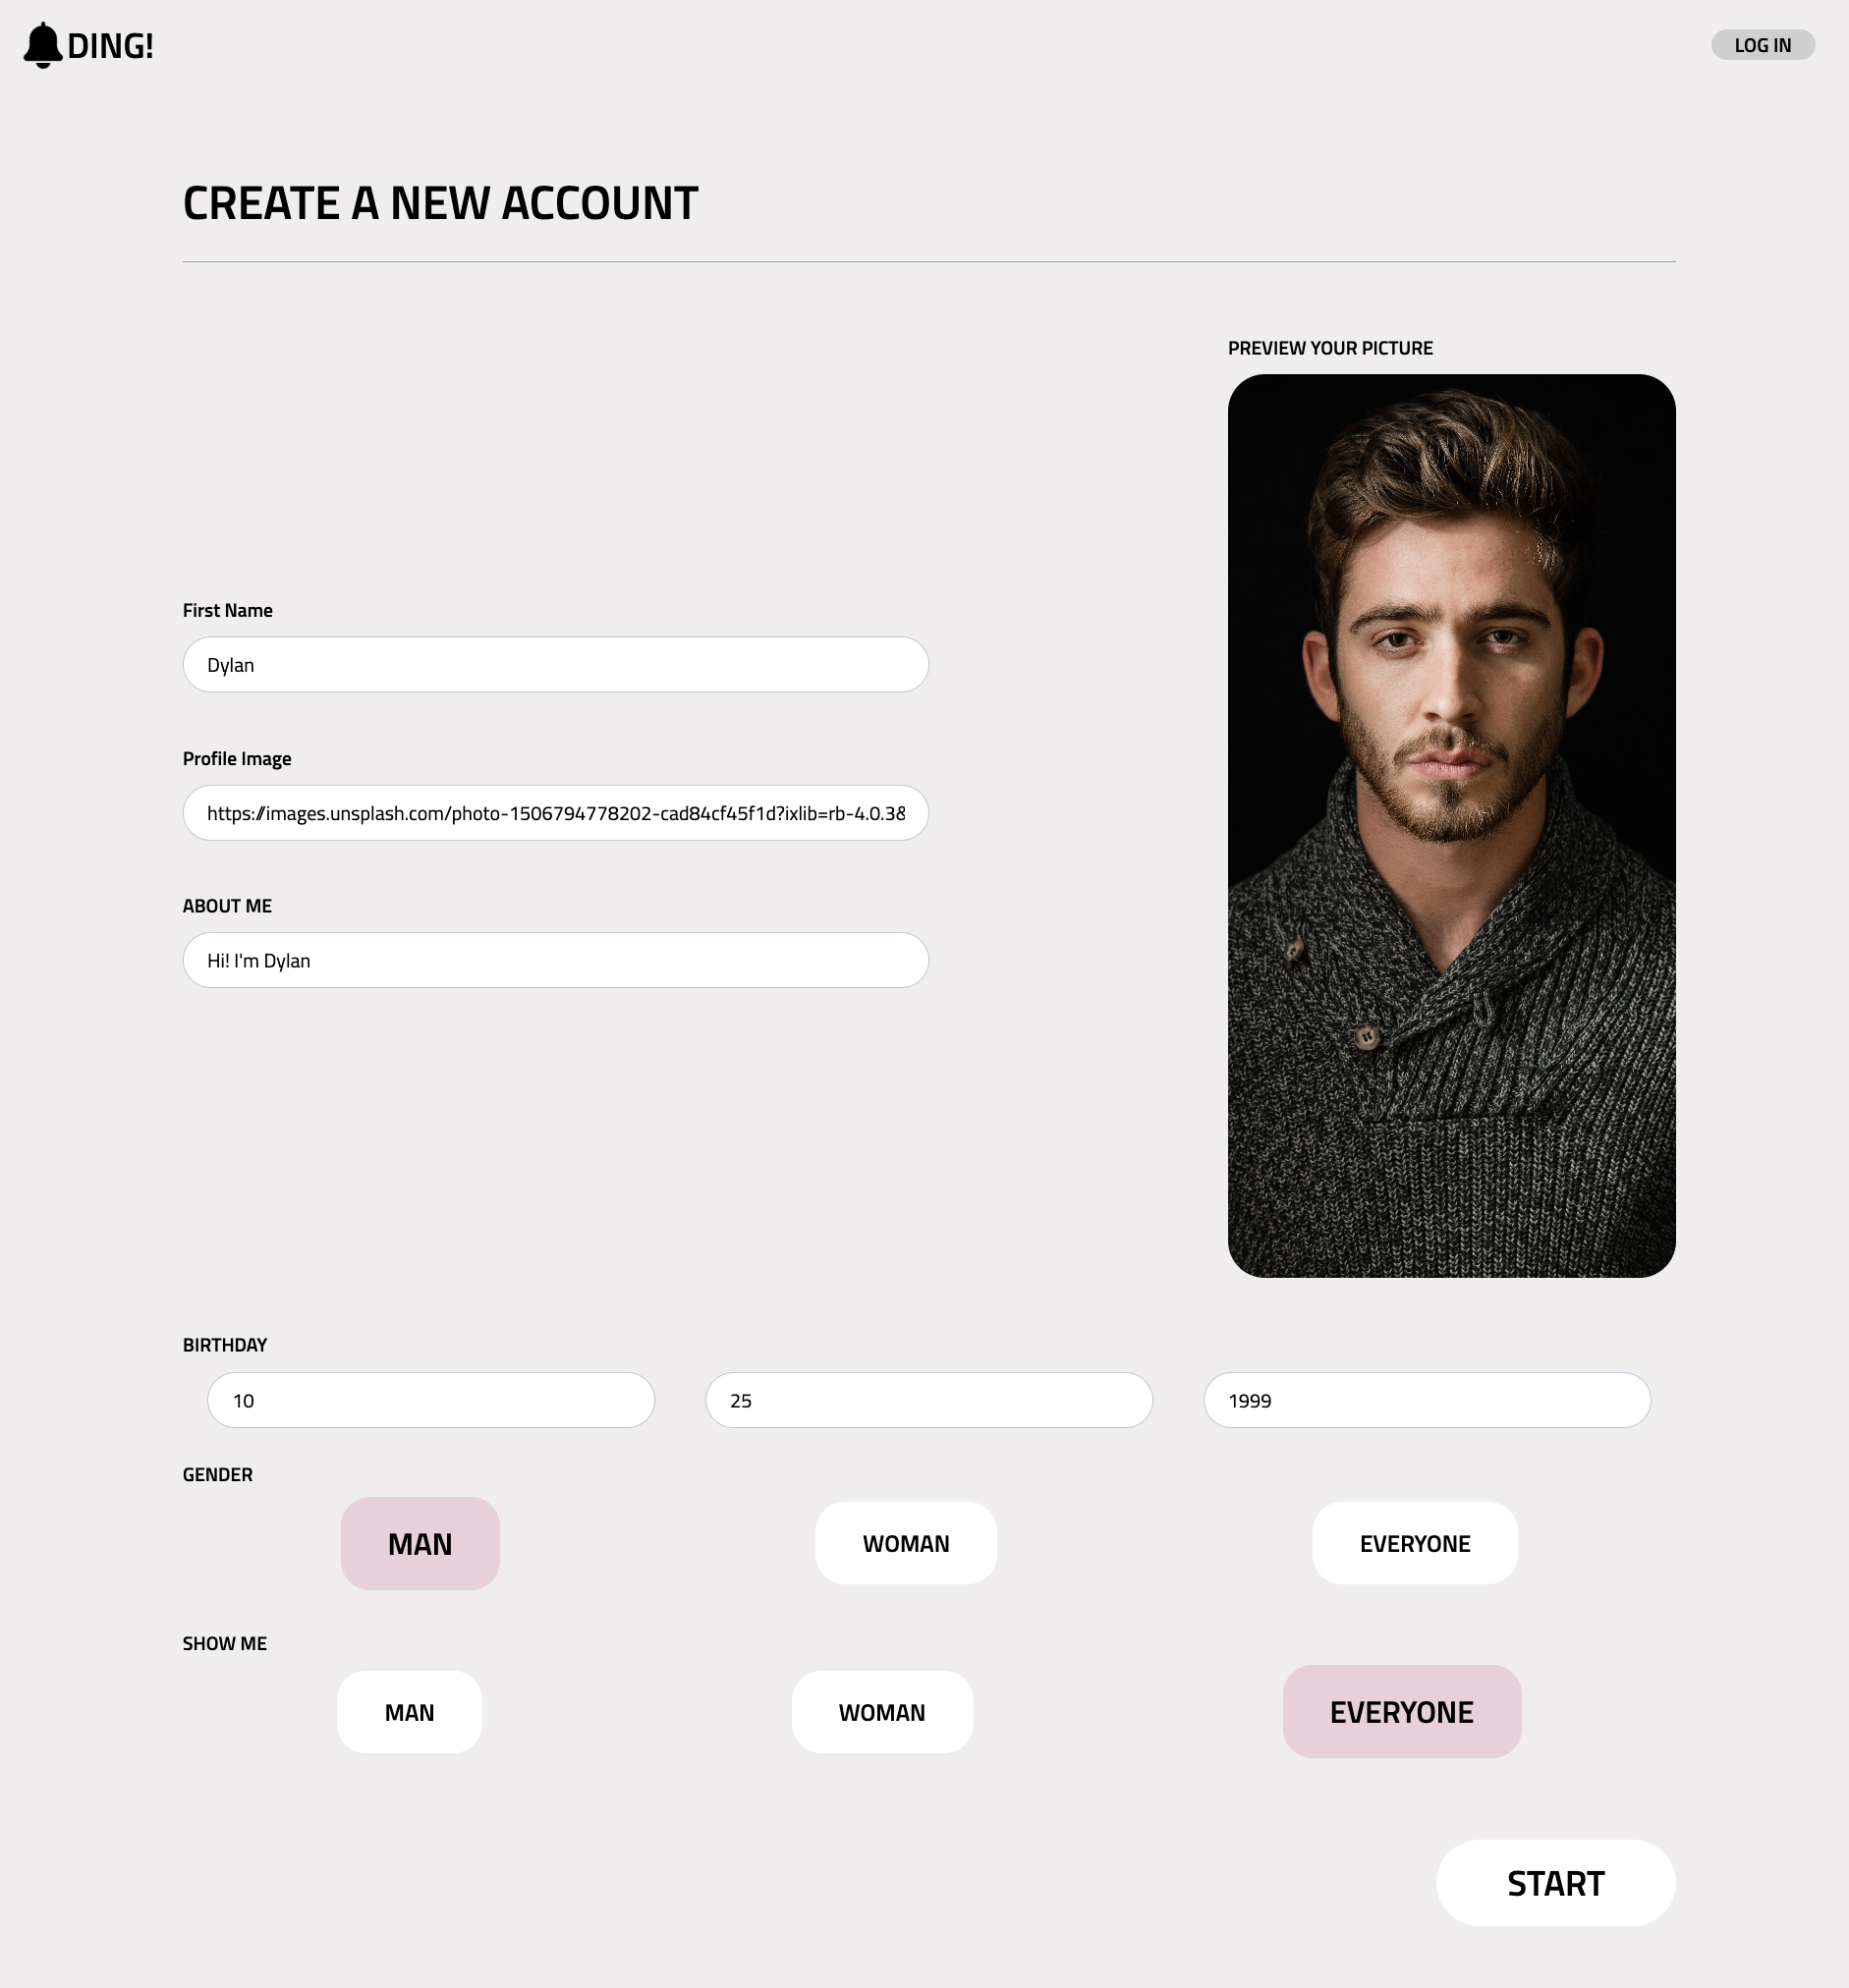 DING!
LOG IN
CREATE A NEW ACCOUNT
PREVIEW YOUR PICTURE
First Name
Dylan
Profile Image
https://images.unsplash.com/photo-1506794778202-cad84cf45f1d?ixlib=rb-4.0.3&
ABOUT ME
Hi! I'm Dylan
BIRTHDAY
10 25 1999
GENDER
MAN WOMAN EVERYONE
SHOW ME
MAN WOMAN EVERYONE
START